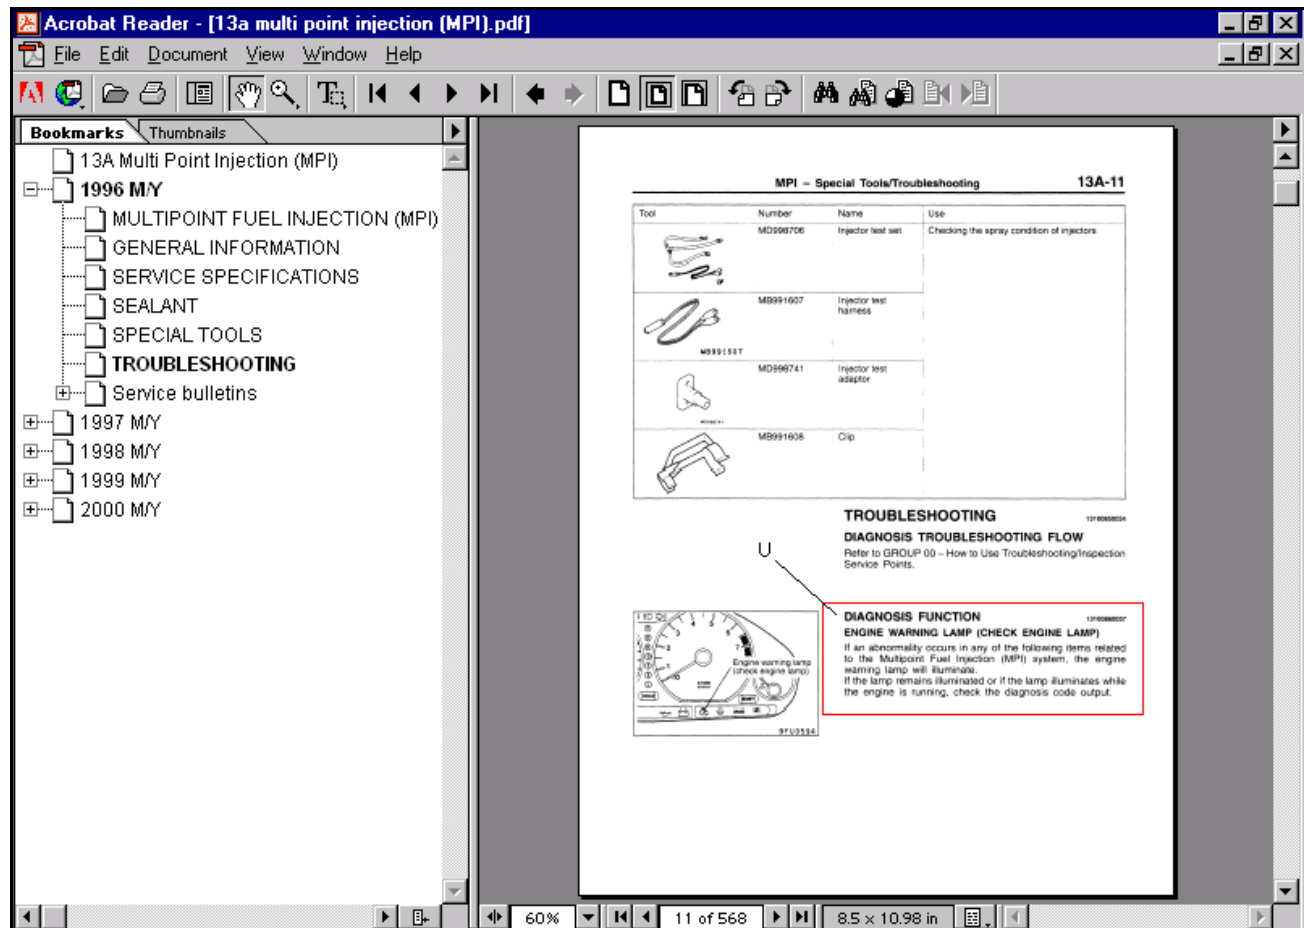 Acrobat Reader - [13a multi point injection (MPI).pdf]
File Edit Document View Window Help
Bookmarks Thumbnails
13A Multi Point Injection (MPI)
1996 M/Y
MULTIPOINT FUEL INJECTION (MPI)
GENERAL INFORMATION
SERVICE SPECIFICATIONS
SEALANT
SPECIAL TOOLS
TROUBLESHOOTING
Service bulletins
1997 M/Y
1998 M/Y
1999 M/Y
2000 M/Y
MPI – Special Tools/Troubleshooting 13A-11
Tool Number Name Use
MD998706 Injector test set Checking the spray condition of injectors
MB991607 Injector test
harness
MB991607
MD998741 Injector test
adaptor
MB991608 Clip
TROUBLESHOOTING
DIAGNOSIS TROUBLESHOOTING FLOW
Refer to GROUP 00 – How to Use Troubleshooting/Inspection
Service Points.
U
DIAGNOSIS FUNCTION
ENGINE WARNING LAMP (CHECK ENGINE LAMP)
If an abnormality occurs in any of the following items related
to the Multipoint Fuel Injection (MPI) system, the engine
warning lamp will illuminate.
If the lamp remains illuminated or if the lamp illuminates while
the engine is running, check the diagnosis code output.
Engine warning lamp
(check engine lamp)
9FU0594
60% 11 of 568 8.5 x 10.98 in